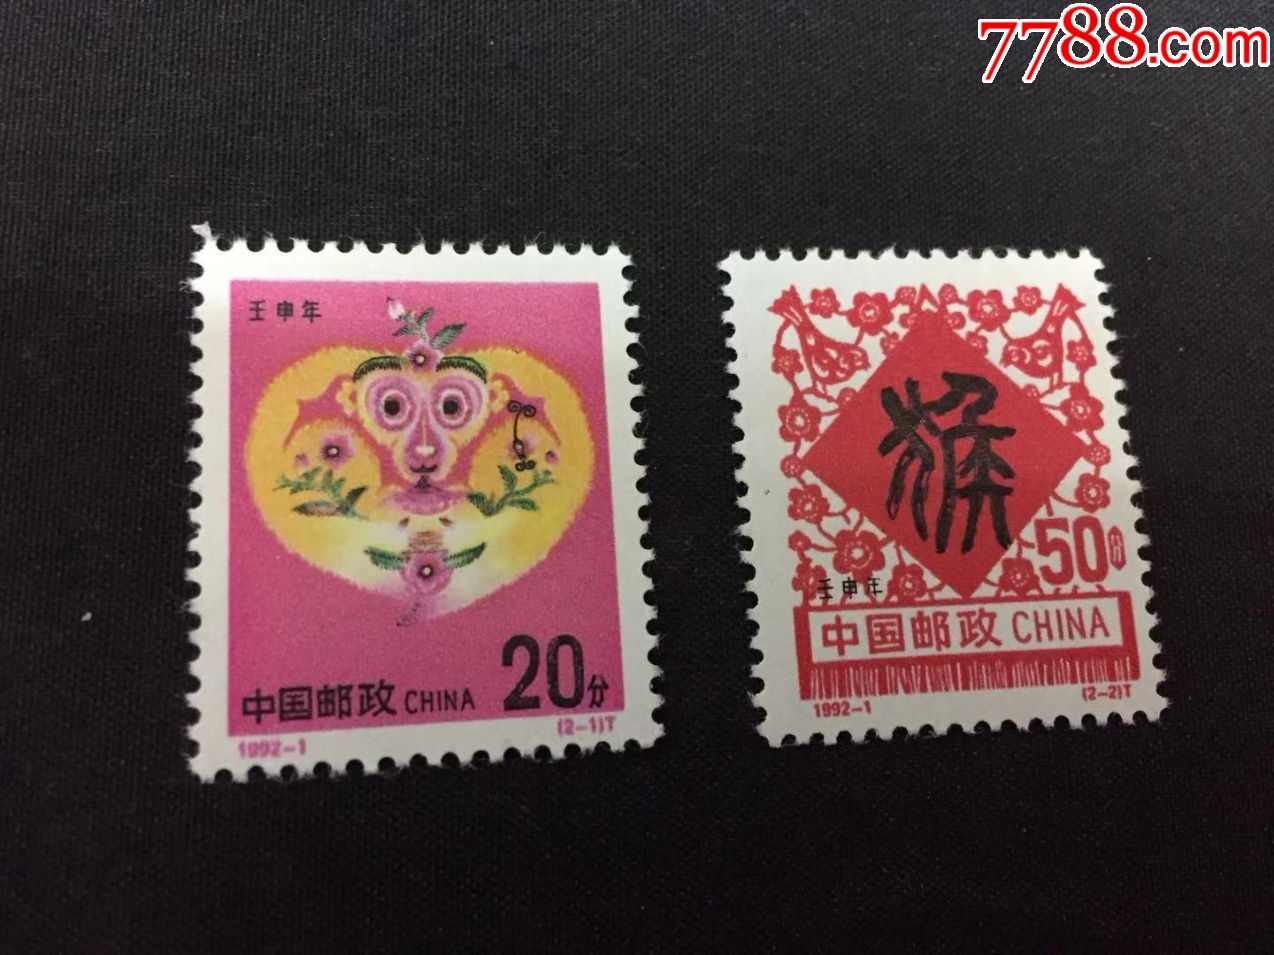 7788.com
壬申年
中国邮政 CHINA 20分
1992-1 (2-1)T
猴
50分
壬申年
中国邮政 CHINA
1992-1 (2-2)T